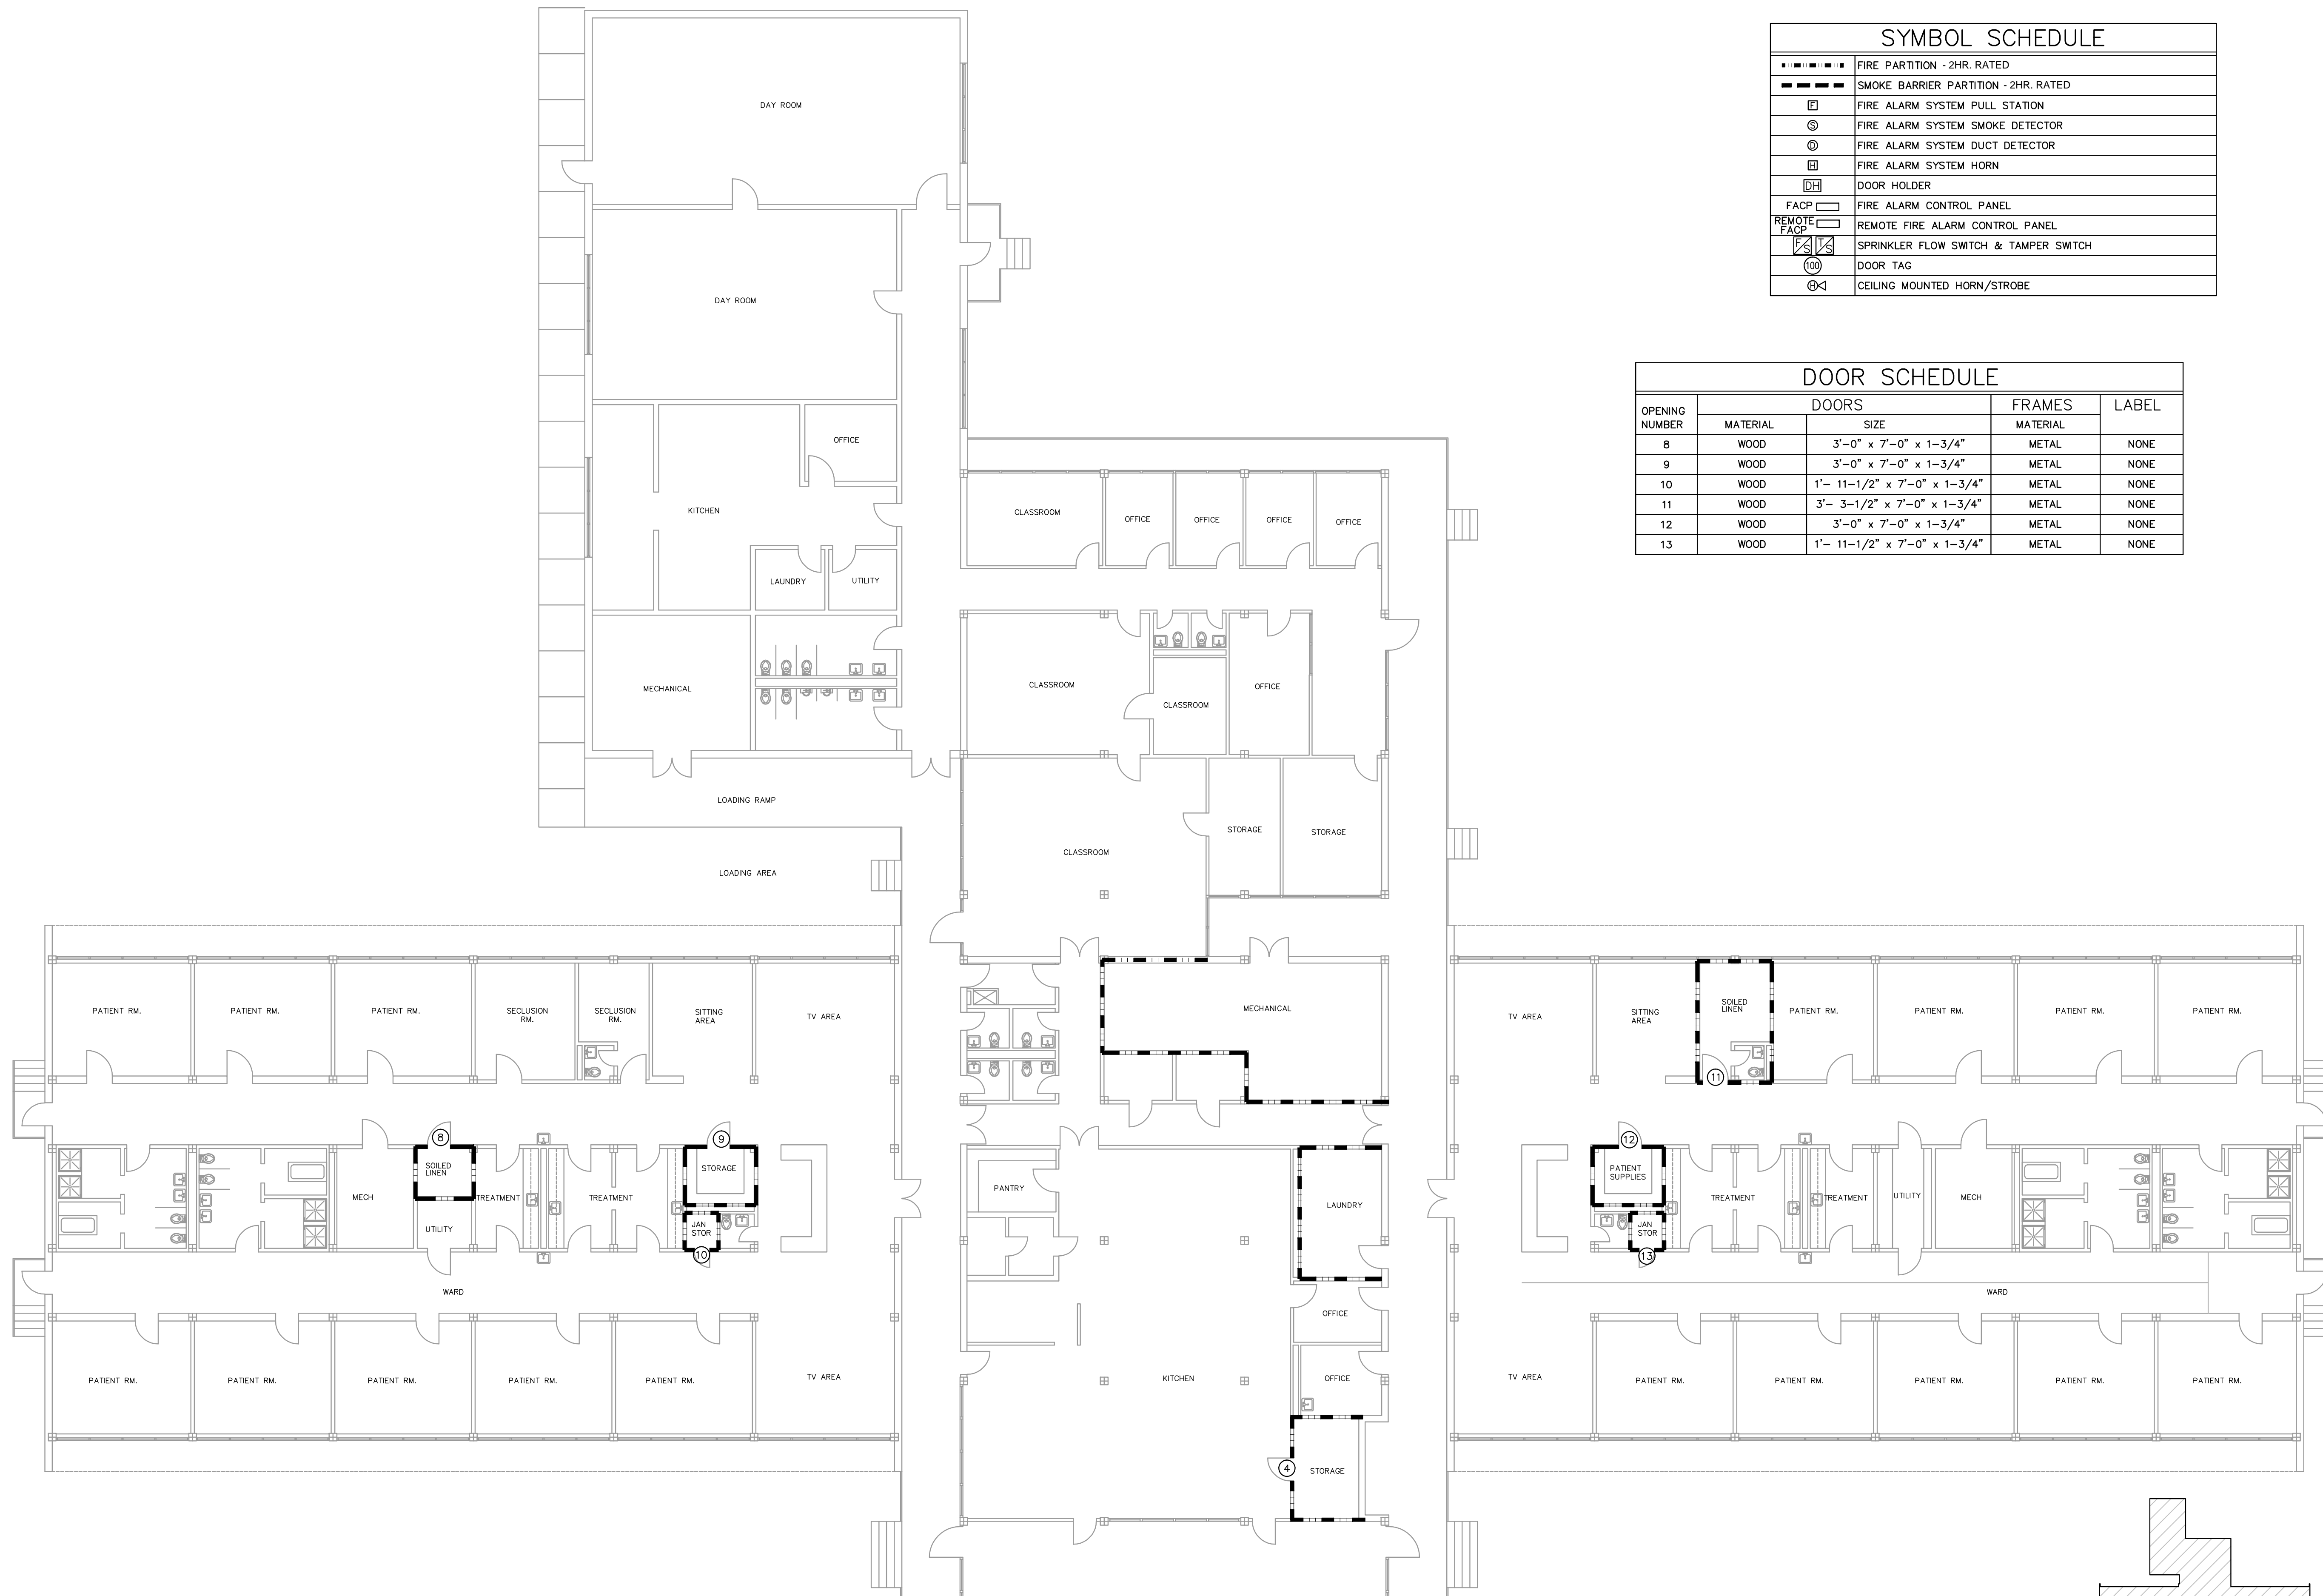 SYMBOL SCHEDULE
FIRE PARTITION - 2HR. RATED
SMOKE BARRIER PARTITION - 2HR. RATED
F FIRE ALARM SYSTEM PULL STATION
S FIRE ALARM SYSTEM SMOKE DETECTOR
D FIRE ALARM SYSTEM DUCT DETECTOR
H FIRE ALARM SYSTEM HORN
DH DOOR HOLDER
FACP FIRE ALARM CONTROL PANEL
REMOTE FACP REMOTE FIRE ALARM CONTROL PANEL
F/S T/S SPRINKLER FLOW SWITCH & TAMPER SWITCH
100 DOOR TAG
H CEILING MOUNTED HORN/STROBE
DOOR SCHEDULE
OPENING NUMBER DOORS FRAMES LABEL
MATERIAL SIZE MATERIAL
8 WOOD 3'-0" x 7'-0" x 1-3/4" METAL NONE
9 WOOD 3'-0" x 7'-0" x 1-3/4" METAL NONE
10 WOOD 1'- 11-1/2" x 7'-0" x 1-3/4" METAL NONE
11 WOOD 3'- 3-1/2" x 7'-0" x 1-3/4" METAL NONE
12 WOOD 3'-0" x 7'-0" x 1-3/4" METAL NONE
13 WOOD 1'- 11-1/2" x 7'-0" x 1-3/4" METAL NONE
DAY ROOM
DAY ROOM
OFFICE
KITCHEN
LAUNDRY
UTILITY
MECHANICAL
LOADING RAMP
LOADING AREA
CLASSROOM
OFFICE
OFFICE
OFFICE
OFFICE
CLASSROOM
CLASSROOM
OFFICE
CLASSROOM
STORAGE
STORAGE
MECHANICAL
PATIENT RM.
PATIENT RM.
PATIENT RM.
SECLUSION
RM.
SECLUSION
RM.
SITTING
AREA
TV AREA
8
SOILED
LINEN
MECH
UTILITY
TREATMENT
TREATMENT
9
STORAGE
JAN
STOR
10
WARD
PATIENT RM.
PATIENT RM.
PATIENT RM.
PATIENT RM.
PATIENT RM.
TV AREA
PANTRY
LAUNDRY
OFFICE
OFFICE
KITCHEN
4
STORAGE
TV AREA
SITTING
AREA
SOILED
LINEN
11
PATIENT RM.
PATIENT RM.
PATIENT RM.
PATIENT RM.
12
PATIENT
SUPPLIES
JAN
STOR
13
TREATMENT
TREATMENT
UTILITY
MECH
WARD
TV AREA
PATIENT RM.
PATIENT RM.
PATIENT RM.
PATIENT RM.
PATIENT RM.